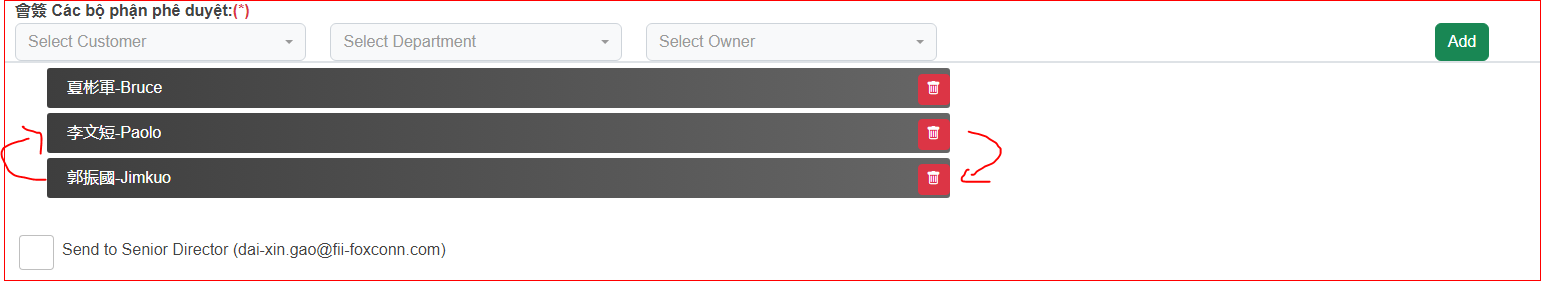 會簽 Các bộ phận phê duyệt:(*)
Select Customer Select Department Select Owner Add
夏彬軍-Bruce
李文短-Paolo
郭振國-Jimkuo
Send to Senior Director (dai-xin.gao@fii-foxconn.com)